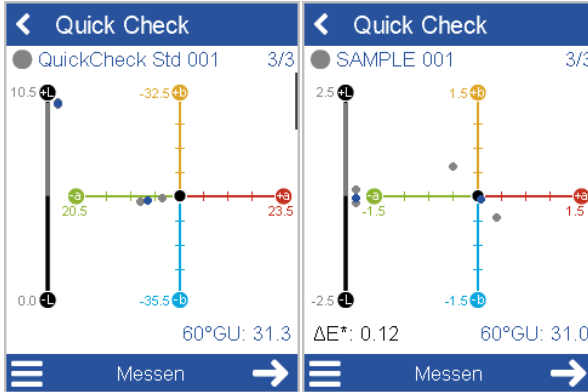 Quick Check
QuickCheck Std 001 3/3
10.5 +L -32.5 +b
-a +a
20.5 23.5
0.0 -L -35.5 -b
60°GU: 31.3
Messen
Quick Check
SAMPLE 001 3/3
2.5 +L 1.5 +b
-a +a
-1.5 1.5
-2.5 -L -1.5 -b
ΔE*: 0.12 60°GU: 31.0
Messen